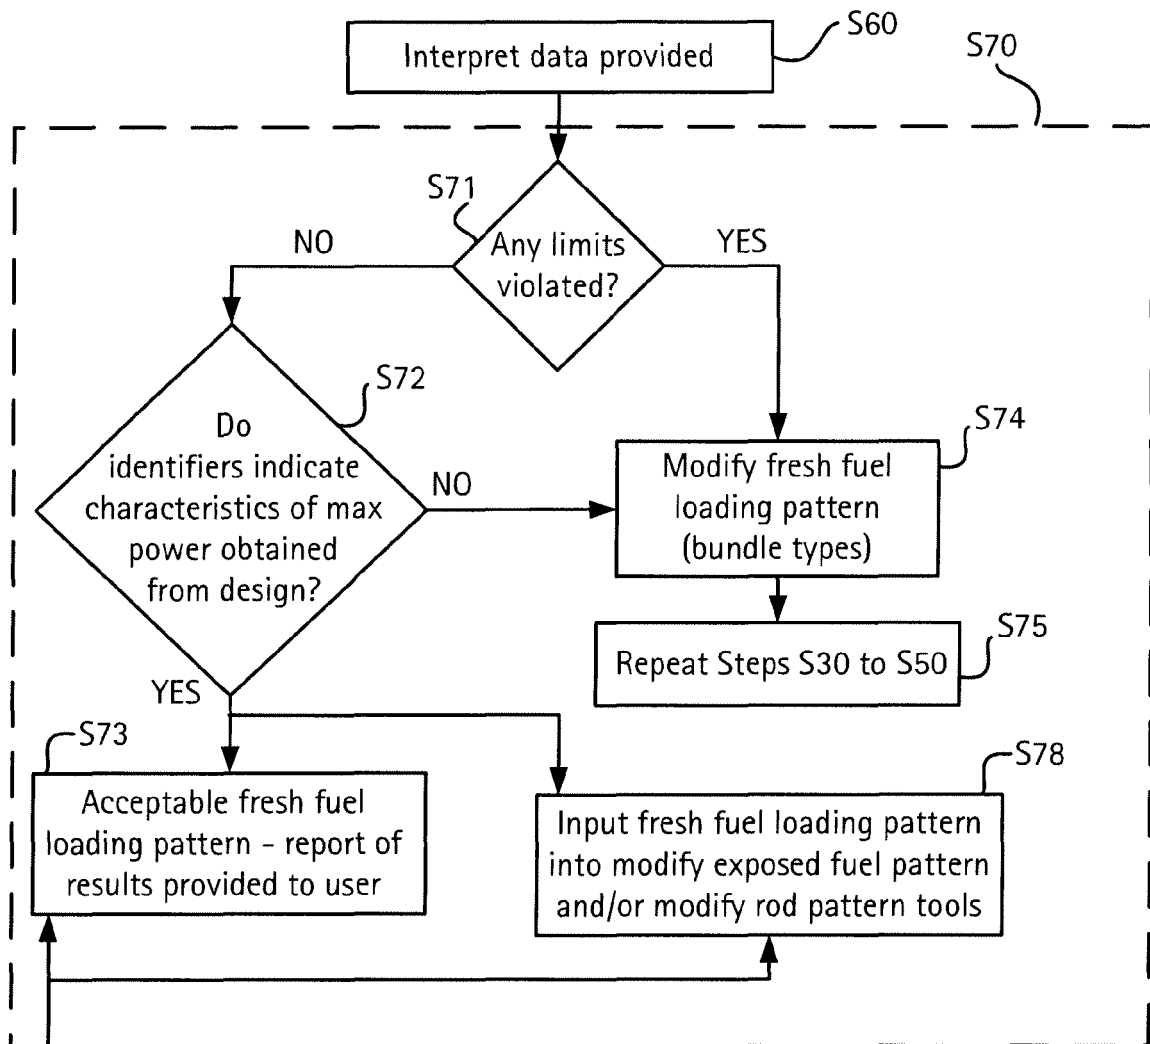 S60
Interpret data provided
S70
S71
Any limits
violated?
NO
YES
S72
Do
identifiers indicate
characteristics of max
power obtained
from design?
NO
S74
Modify fresh fuel
loading pattern
(bundle types)
S75
Repeat Steps S30 to S50
YES
S73
Acceptable fresh fuel
loading pattern - report of
results provided to user
S78
Input fresh fuel loading pattern
into modify exposed fuel pattern
and/or modify rod pattern tools